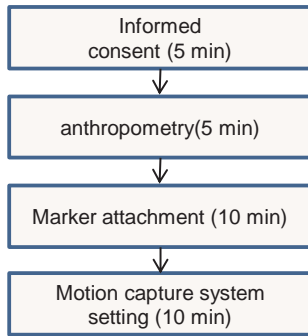 Informed
consent (5 min)
anthropometry(5 min)
Marker attachment (10 min)
Motion capture system
setting (10 min)